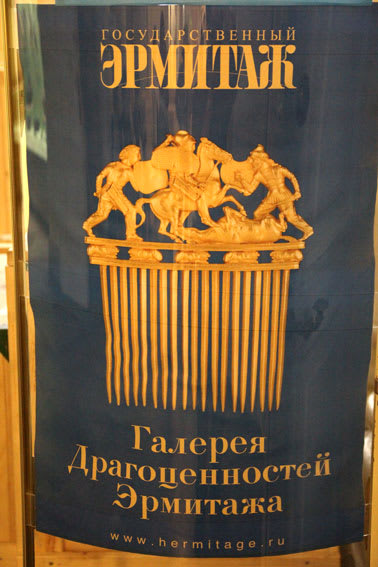 ГОСУДАРСТВЕННЫЙ
ЭРМИТАЖ
Галерея
Драгоценностей
Эрмитажа
www.hermitage.ru